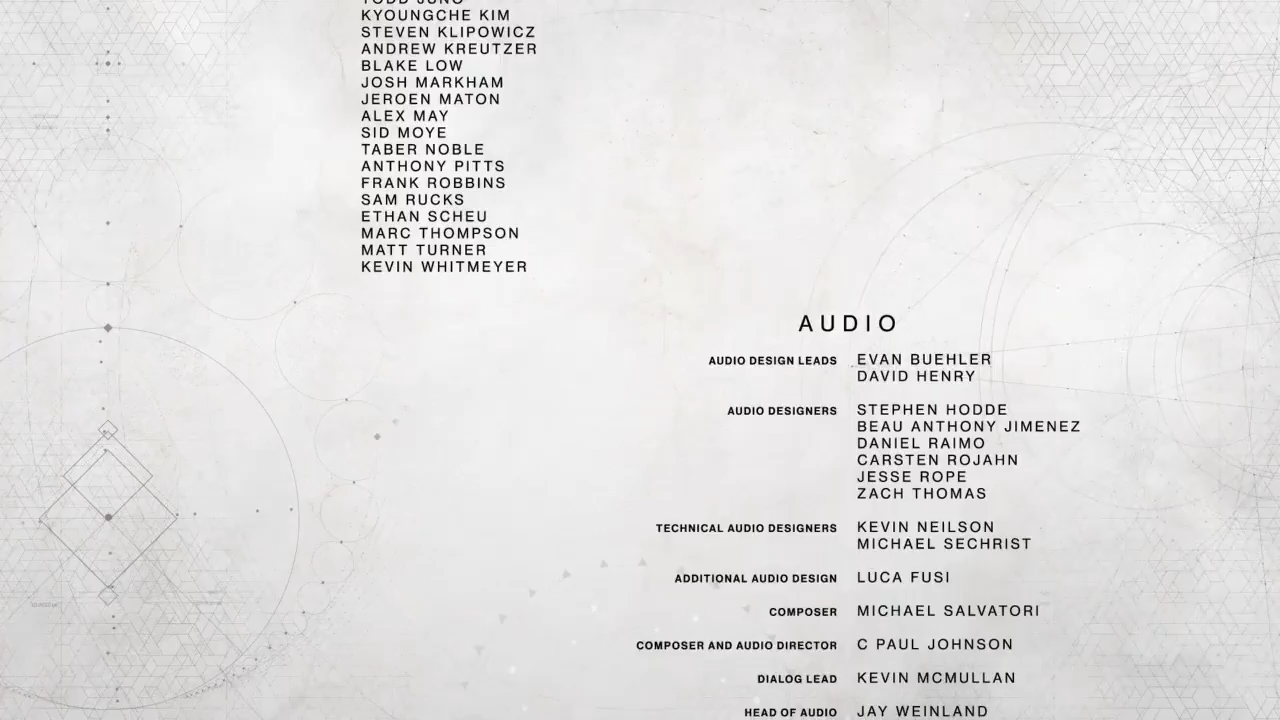 TODD JUNG
KYOUNGCHE KIM
STEVEN KLIPOWICZ
ANDREW KREUTZER
BLAKE LOW
JOSH MARKHAM
JEROEN MATON
ALEX MAY
SID MOYE
TABER NOBLE
ANTHONY PITTS
FRANK ROBBINS
SAM RUCKS
ETHAN SCHEU
MARC THOMPSON
MATT TURNER
KEVIN WHITMEYER
AUDIO
AUDIO DESIGN LEADS EVAN BUEHLER
DAVID HENRY
AUDIO DESIGNERS STEPHEN HODDE
BEAU ANTHONY JIMENEZ
DANIEL RAIMO
CARSTEN ROJAHN
JESSE ROPE
ZACH THOMAS
TECHNICAL AUDIO DESIGNERS KEVIN NEILSON
MICHAEL SECHRIST
ADDITIONAL AUDIO DESIGN LUCA FUSI
COMPOSER MICHAEL SALVATORI
COMPOSER AND AUDIO DIRECTOR C PAUL JOHNSON
DIALOG LEAD KEVIN MCMULLAN
HEAD OF AUDIO JAY WEINLAND